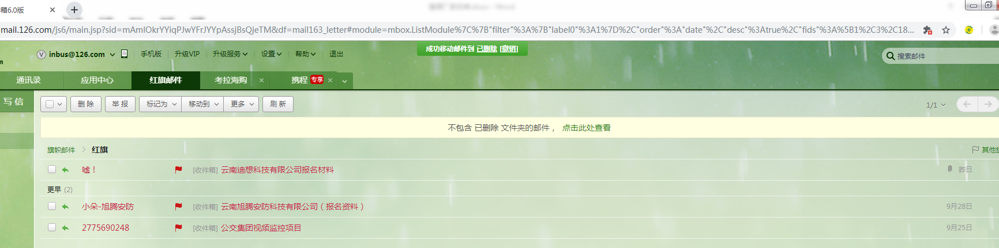 箱6.0版
mail.126.com/js6/main.jsp?sid=mAmIOkrYYiqPJwYFrJYYpAssjBsQjeTM&df=mail163_letter#module=mbox.ListModule%7C%7B"filter"%3A%7B"label0"%3A1%7D%2C"order"%3A"date"%2C"desc"%3Atrue%2C"fids"%3A%5B1%2C3%2C18...
成功移动邮件到 已删除 [撤销]
inbus@126.com 手机版 升级VIP 升级服务 设置 帮助 退出
搜索邮件
通讯录 应用中心 红旗邮件 考拉海购 携程 专享
写信
删除 举报 标记为 移动到 更多 刷新 1/1
不包含 已删除 文件夹的邮件， 点击此处查看
旗帜邮件 红旗 其他
嘘！ [收件箱] 云南迪想科技有限公司报名材料 昨日
更早 (2)
小朵-旭腾安防 [收件箱] 云南旭腾安防科技有限公司（报名资料） 9月28日
2775690248 [收件箱] 公交集团视频监控项目 9月25日